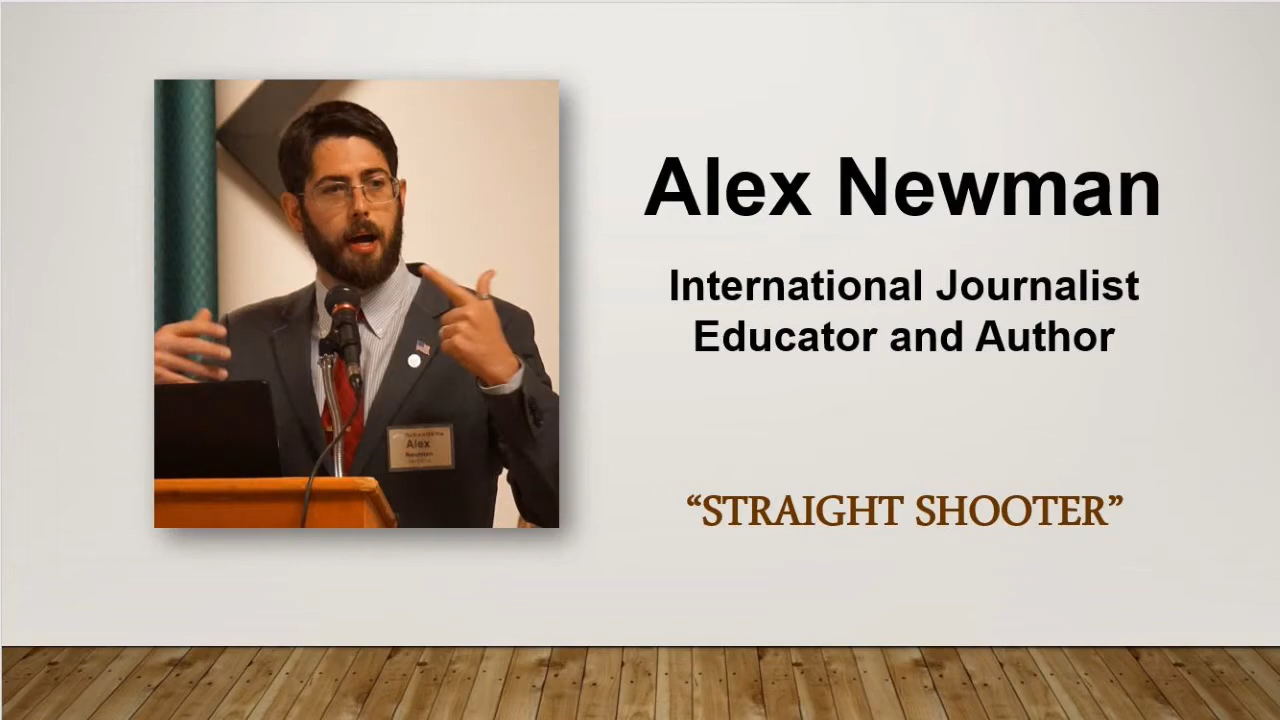 Alex Newman
International Journalist
Educator and Author
“STRAIGHT SHOOTER”
Alex
Newman